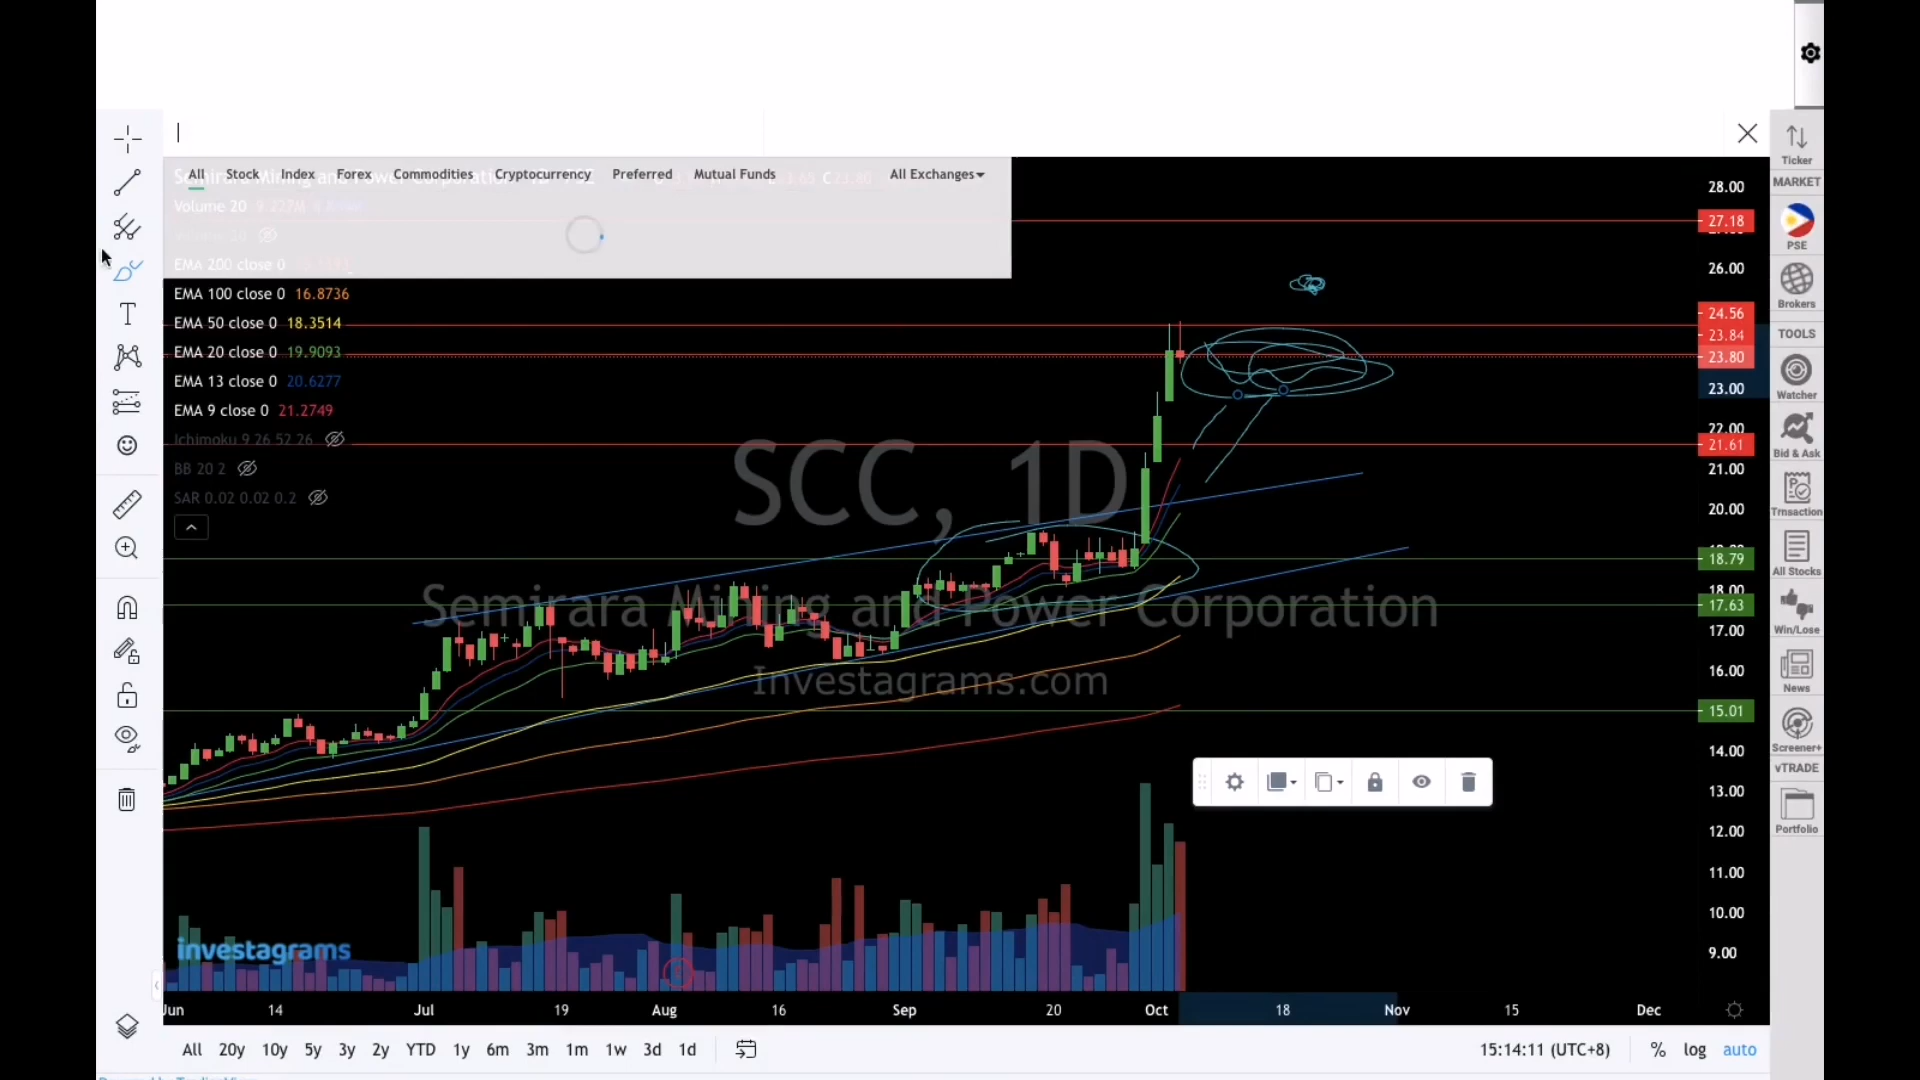 All Stock Index Forex Commodities Cryptocurrency Preferred Mutual Funds All Exchanges
Semirara Mining and Power Corporation
Volume 20
Volume 20
EMA 200 close 0
EMA 100 close 0 16.8736
EMA 50 close 0 18.3514
EMA 20 close 0 19.9093
EMA 13 close 0 20.6277
EMA 9 close 0 21.2749
Ichimoku 9 26 52 26
BB 20 2
SAR 0.02 0.02 0.2
SCC, 1D
Semirara Mining and Power Corporation
Investagrams.com
investagrams
28.00
27.18
26.00
24.56
23.84
23.80
23.00
22.00
21.61
21.00
20.00
18.79
18.00
17.63
17.00
16.00
15.01
14.00
13.00
12.00
11.00
10.00
9.00
Jun 14 Jul 19 Aug 16 Sep 20 Oct 18 Nov 15 Dec
All 20y 10y 5y 3y 2y YTD 1y 6m 3m 1m 1w 3d 1d
15:14:11 (UTC+8) % log auto
Ticker
MARKET
PSE
Brokers
TOOLS
Watcher
Bid & Ask
Trnsaction
All Stocks
Win/Lose
News
Screener+
vTRADE
Portfolio